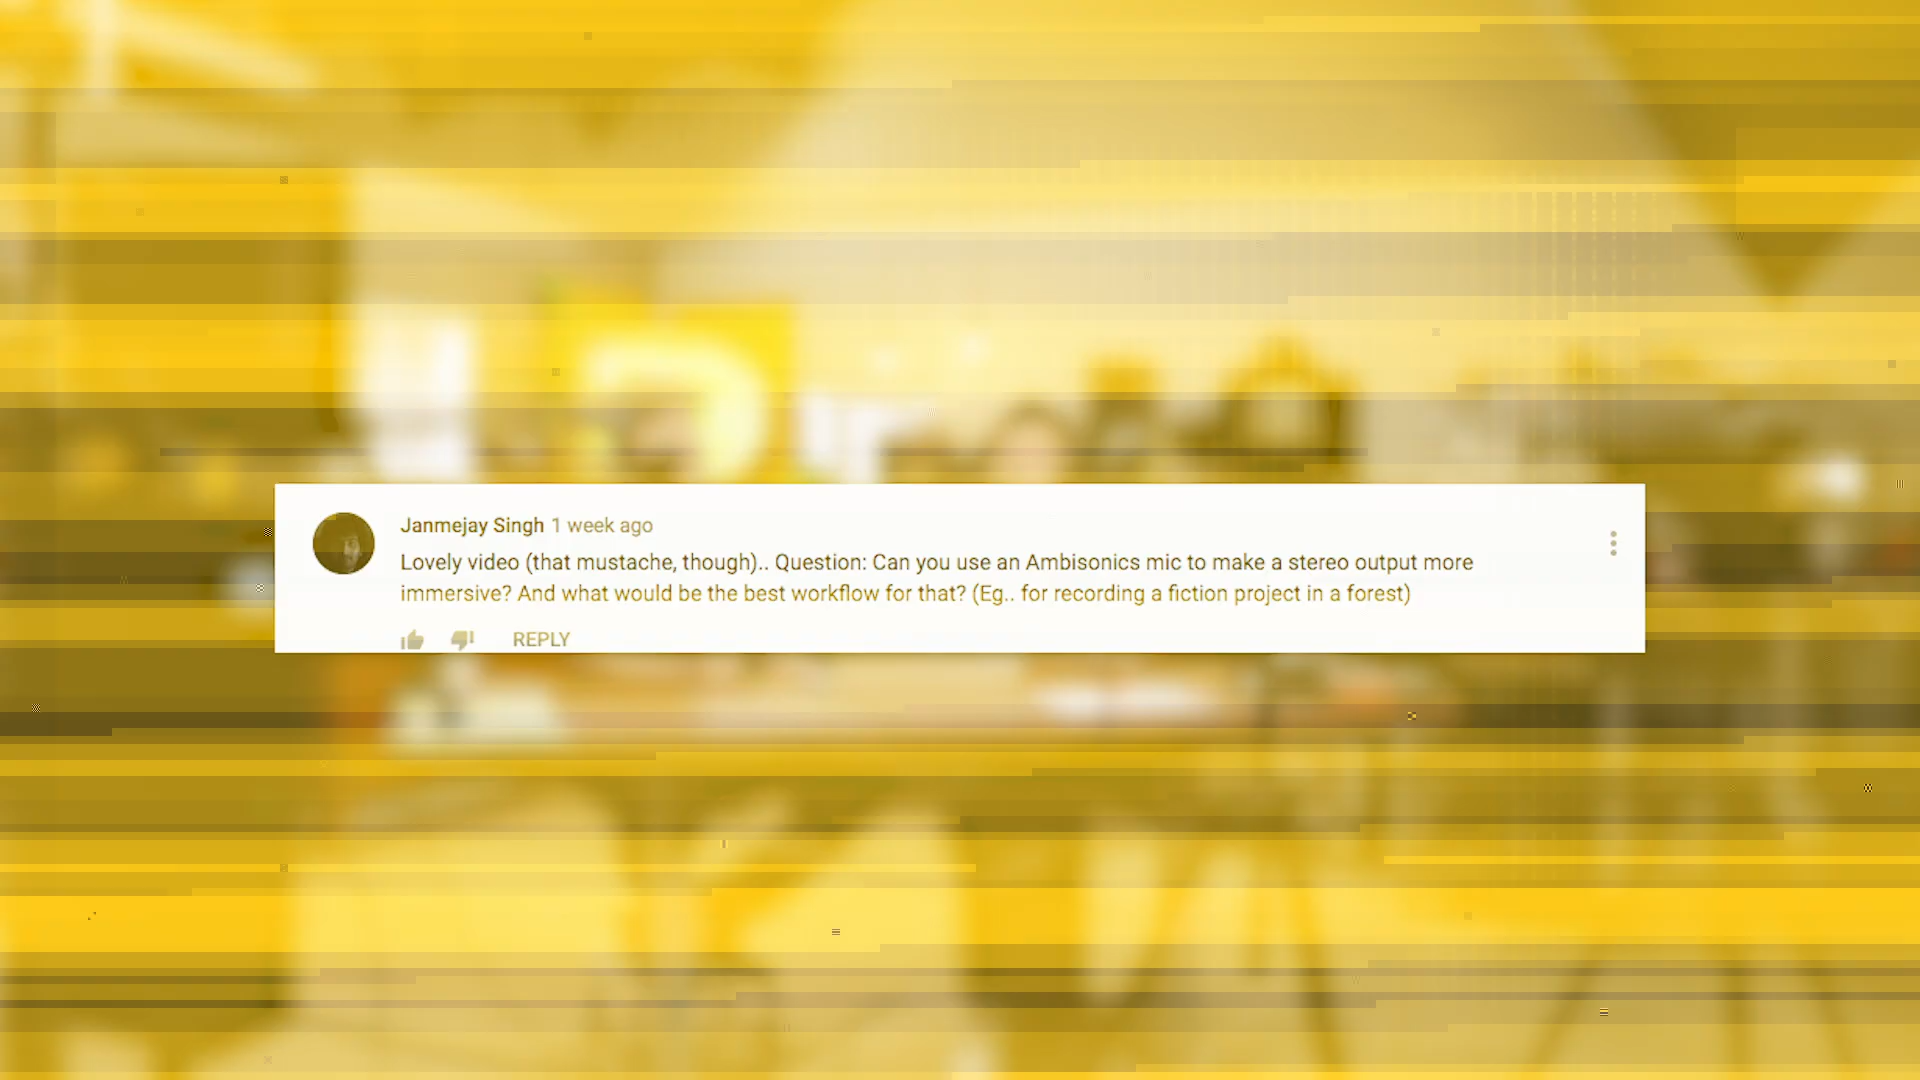 Janmejay Singh 1 week ago
Lovely video (that mustache, though).. Question: Can you use an Ambisonics mic to make a stereo output more
immersive? And what would be the best workflow for that? (Eg.. for recording a fiction project in a forest)
REPLY